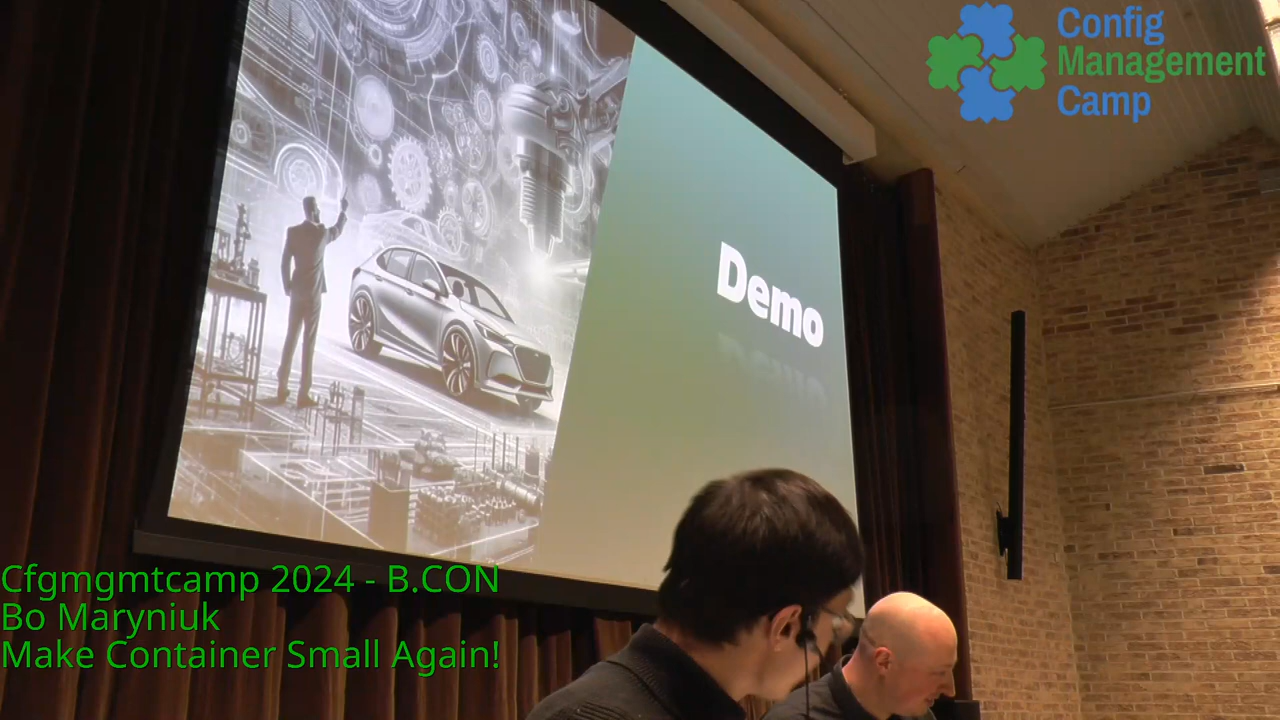 Config
Management
Camp
Demo
Cfgmgmtcamp 2024 - B.CON
Bo Maryniuk
Make Container Small Again!